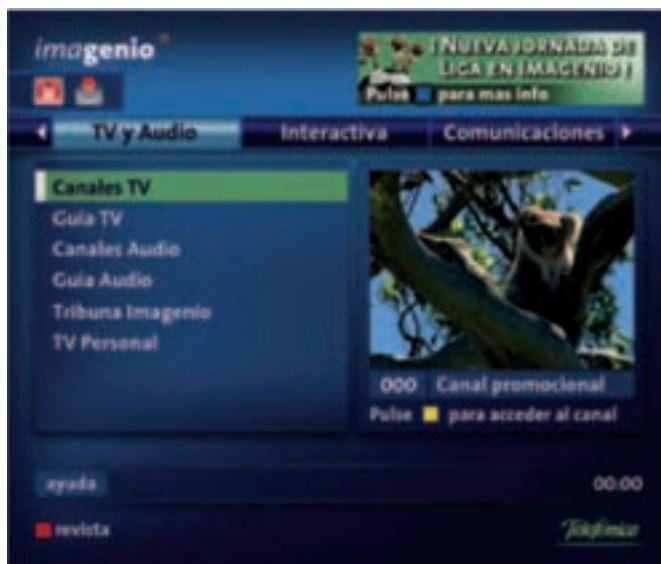 imagenio
¡NUEVA JORNADA DE
LIGA EN IMAGENIO!
Pulse para mas info
TV y Audio Interactiva Comunicaciones
Canales TV
Guia TV
Canales Audio
Guia Audio
Tribuna Imagenio
TV Personal
000 Canal promocional
Pulse para acceder al canal
ayuda 00:00
revista Telefónica